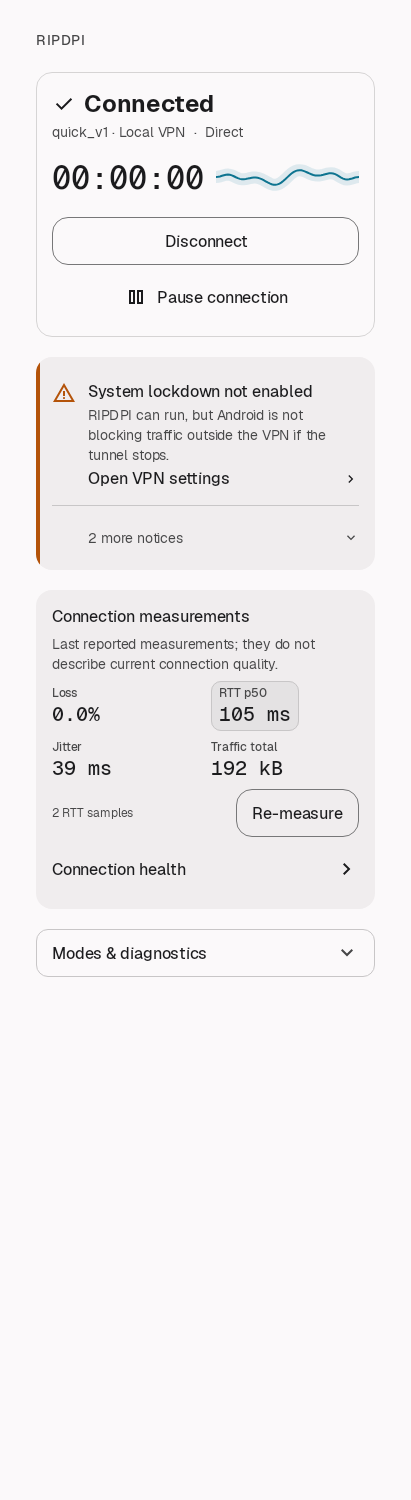 RIPDPI
Connected
quick_v1 · Local VPN · Direct
00:00:00
Disconnect
Pause connection
System lockdown not enabled
RIPDPI can run, but Android is not
blocking traffic outside the VPN if the
tunnel stops.
Open VPN settings
2 more notices
Connection measurements
Last reported measurements; they do not
describe current connection quality.
Loss
0.0%
RTT p50
105 ms
Jitter
39 ms
Traffic total
192 kB
2 RTT samples
Re-measure
Connection health
Modes & diagnostics